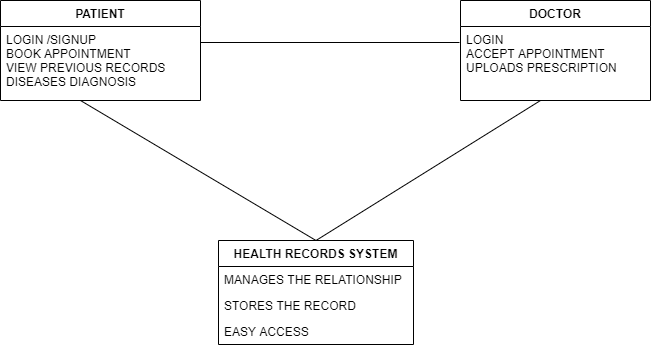 PATIENT
LOGIN /SIGNUP
BOOK APPOINTMENT
VIEW PREVIOUS RECORDS
DISEASES DIAGNOSIS
DOCTOR
LOGIN
ACCEPT APPOINTMENT
UPLOADS PRESCRIPTION
HEALTH RECORDS SYSTEM
MANAGES THE RELATIONSHIP
STORES THE RECORD
EASY ACCESS